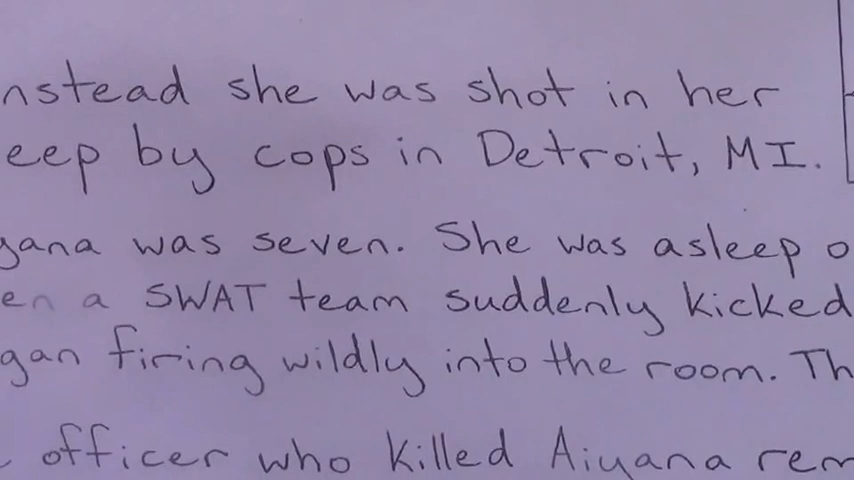 nstead she was shot in her
eep by cops in Detroit, MI.
yana was seven. She was asleep o
en a SWAT team suddenly kicked
gan firing wildly into the room. Th
officer who killed Aiyana rem